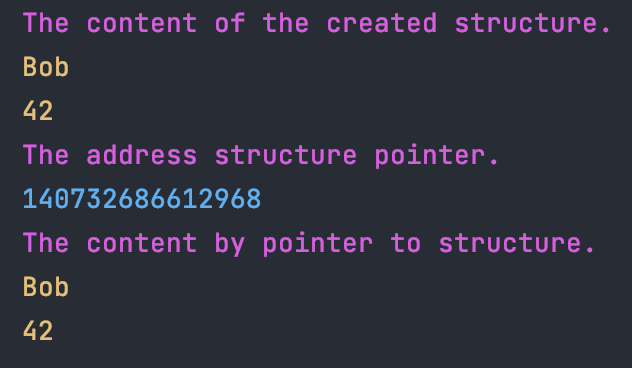 The content of the created structure.
Bob
42
The address structure pointer.
140732686612968
The content by pointer to structure.
Bob
42